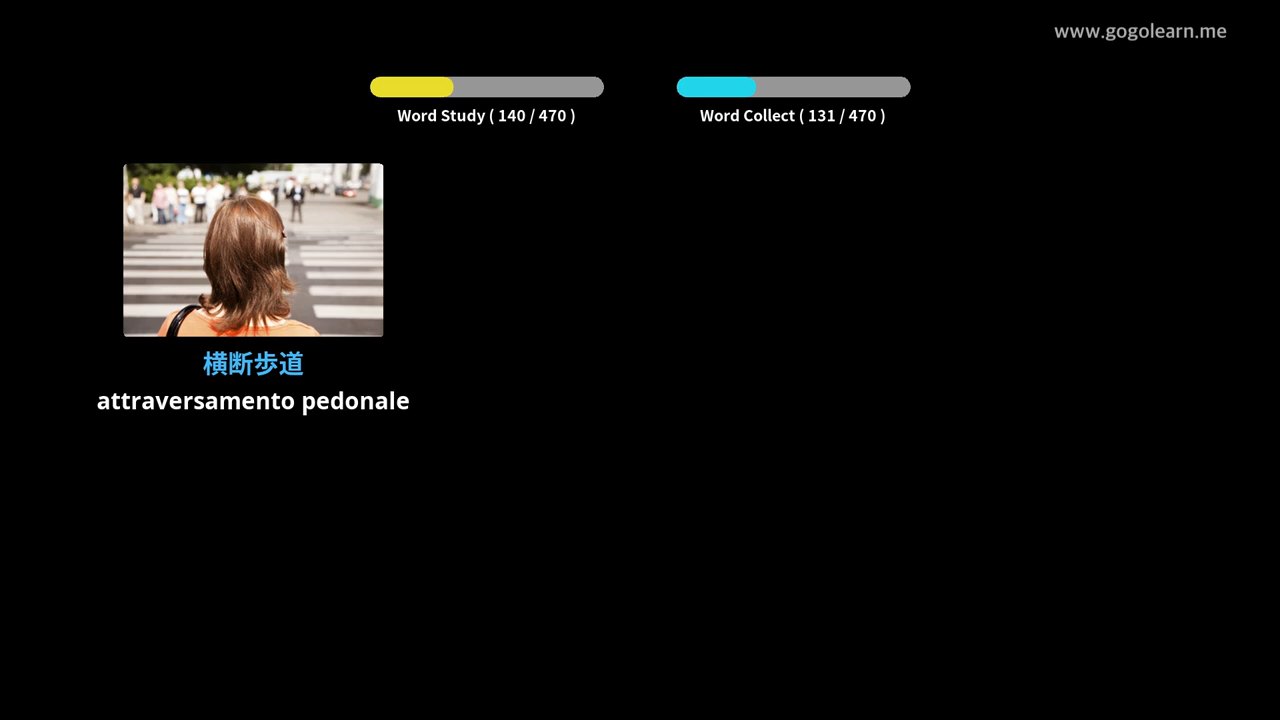 www.gogolearn.me
Word Study ( 140 / 470 )
Word Collect ( 131 / 470 )
横断歩道
attraversamento pedonale